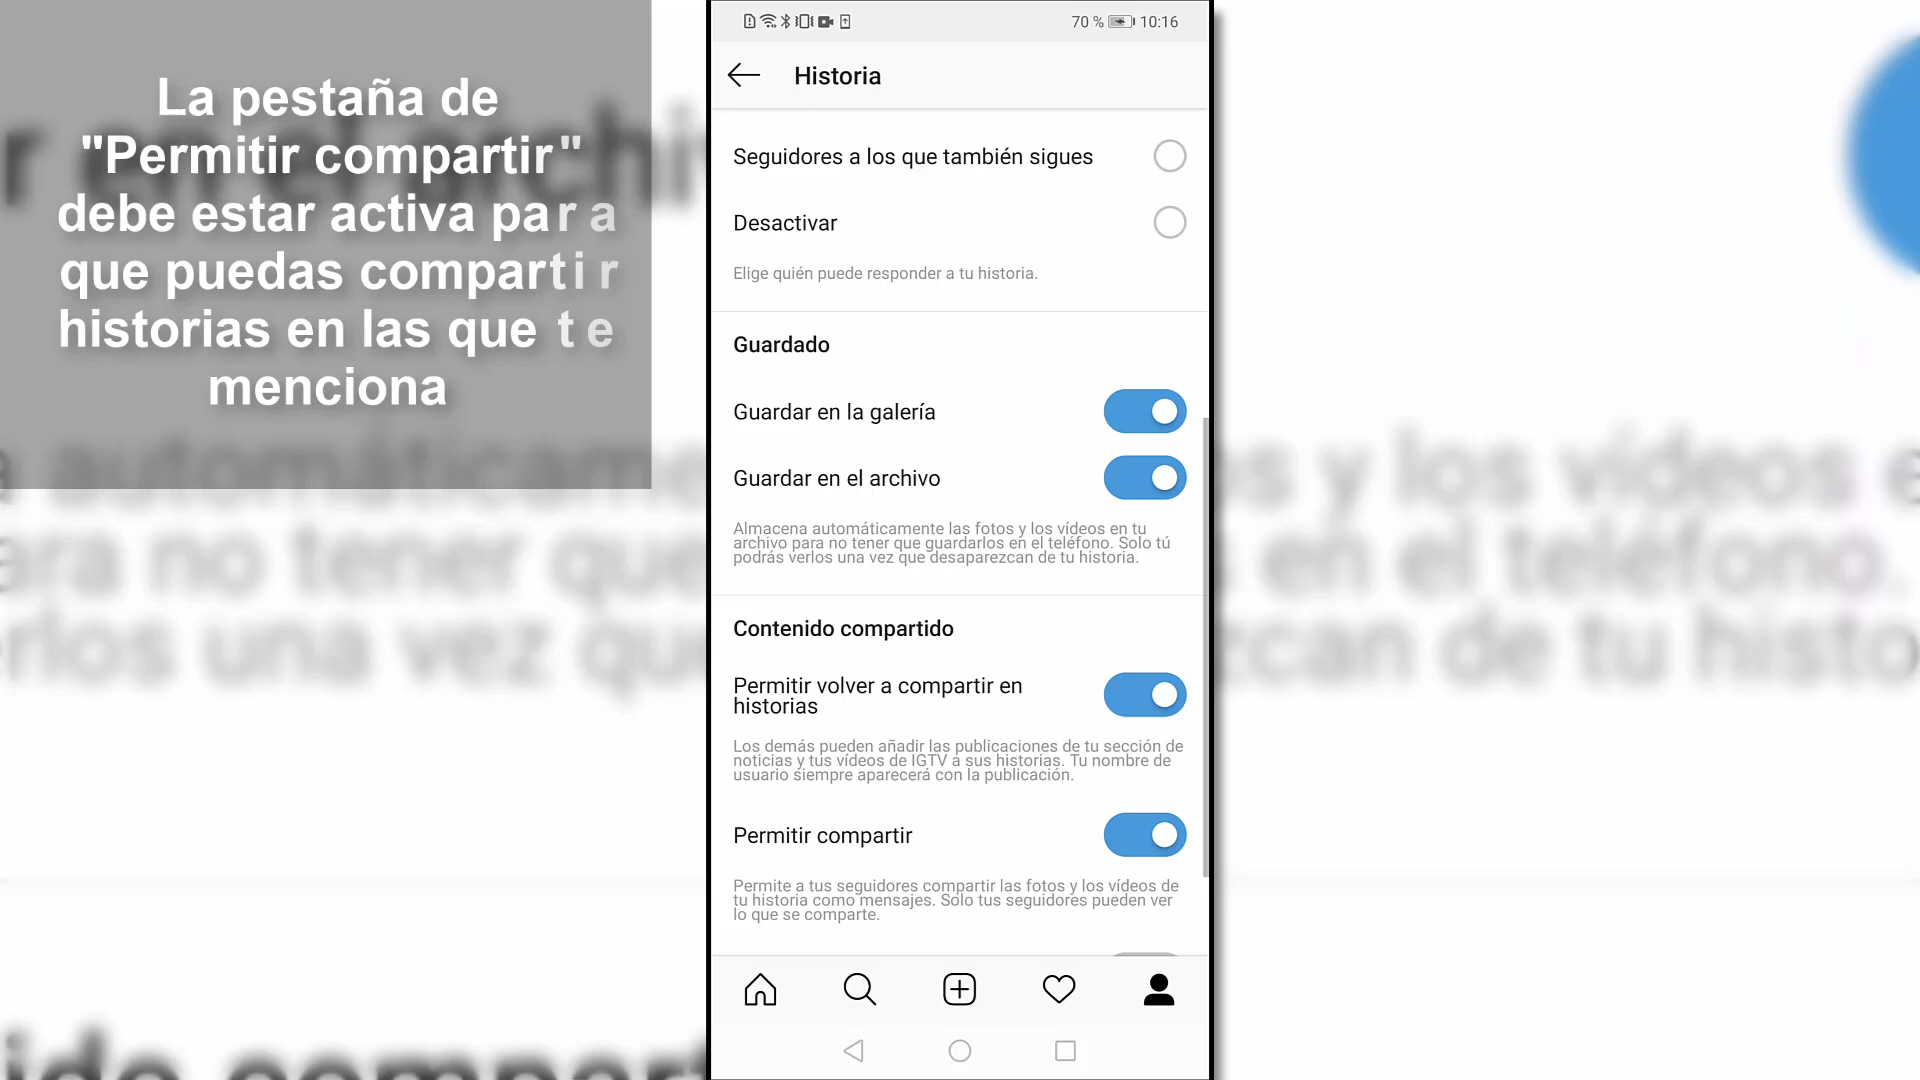 La pestaña de
"Permitir compartir"
debe estar activa para
que puedas compartir
historias en las que te
menciona
70 % 10:16
Historia
Seguidores a los que también sigues
Desactivar
Elige quién puede responder a tu historia.
Guardado
Guardar en la galería
Guardar en el archivo
Almacena automáticamente las fotos y los vídeos en tu
archivo para no tener que guardarlos en el teléfono. Solo tú
podrás verlos una vez que desaparezcan de tu historia.
Contenido compartido
Permitir volver a compartir en
historias
Los demás pueden añadir las publicaciones de tu sección de
noticias y tus vídeos de IGTV a sus historias. Tu nombre de
usuario siempre aparecerá con la publicación.
Permitir compartir
Permite a tus seguidores compartir las fotos y los vídeos de
tu historia como mensajes. Solo tus seguidores pueden ver
lo que se comparte.